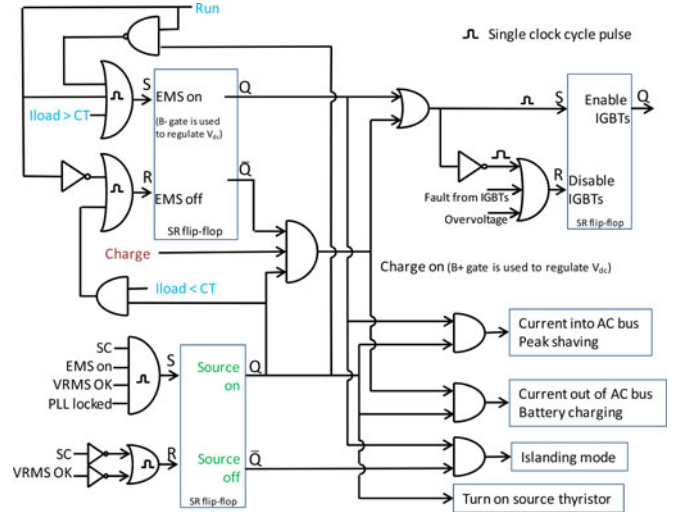 Run
Single clock cycle pulse
S
EMS on
Q
(B- gate is used
to regulate Vdc)
Iload > CT
R
EMS off
Q̄
SR flip-flop
S
Enable
IGBTs
Q
Fault from IGBTs
Overvoltage
R
Disable
IGBTs
SR flip-flop
Charge
Charge on (B+ gate is used to regulate Vdc)
Iload < CT
SC
EMS on
VRMS OK
PLL locked
S
Source
on
Q
SC
VRMS OK
R
Source
off
Q̄
SR flip-flop
Current into AC bus
Peak shaving
Current out of AC bus
Battery charging
Islanding mode
Turn on source thyristor